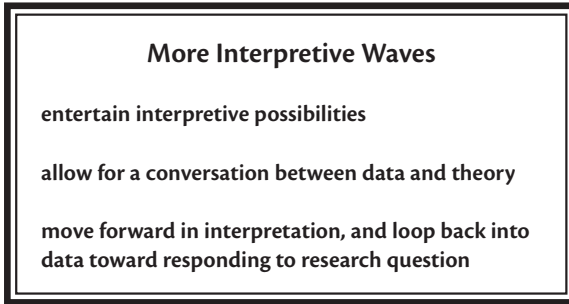 More Interpretive Waves
entertain interpretive possibilities
allow for a conversation between data and theory
move forward in interpretation, and loop back into
data toward responding to research question